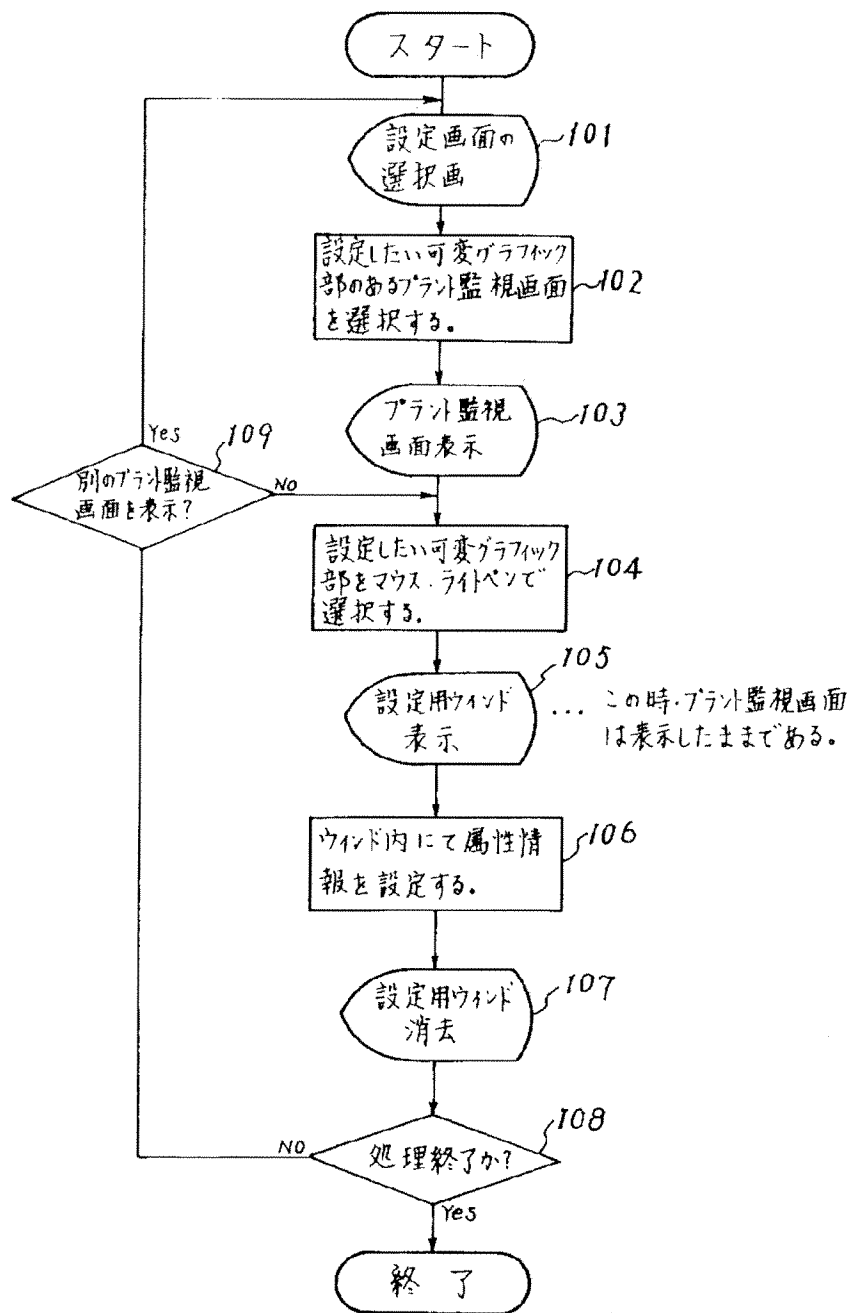 スタート
設定画面の
選択画
101
設定したい可変グラフィック
部のあるプラント監視画面
を選択する。
102
プラント監視
画面表示
103
Yes
109
別のプラント監視
画面を表示?
NO
設定したい可変グラフィック
部をマウス・ライトペンで
選択する。
104
105
設定用ウィンド
表示
... この時・プラント監視画面
は表示したままである。
ウィンド内にて属性情
報を設定する。
106
設定用ウィンド
消去
107
108
NO
処理終了か?
Yes
終了